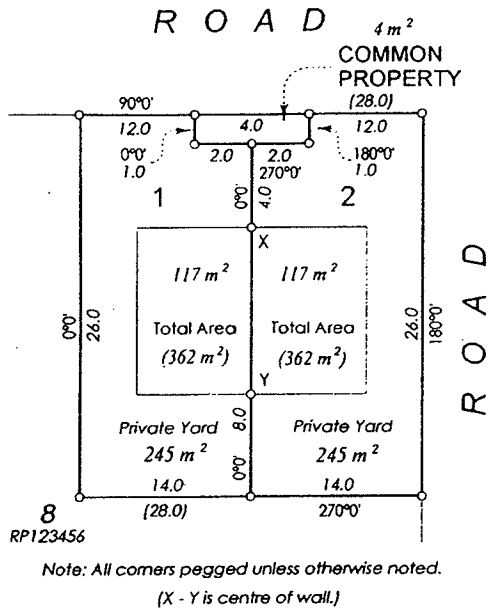 ROAD
4 m²
COMMON
PROPERTY
90°0'
(28.0)
12.0
4.0
12.0
0°0'
1.0
2.0
2.0
180°0'
1.0
270°0'
1
0°0'
4.0
2
X
117 m²
117 m²
0°0'
26.0
Total Area
(362 m²)
Total Area
(362 m²)
26.0
180°0'
ROAD
Y
Private Yard
245 m²
8.0
0°0'
Private Yard
245 m²
14.0
14.0
(28.0)
270°0'
8
RP123456
Note: All corners pegged unless otherwise noted.
(X - Y is centre of wall.)